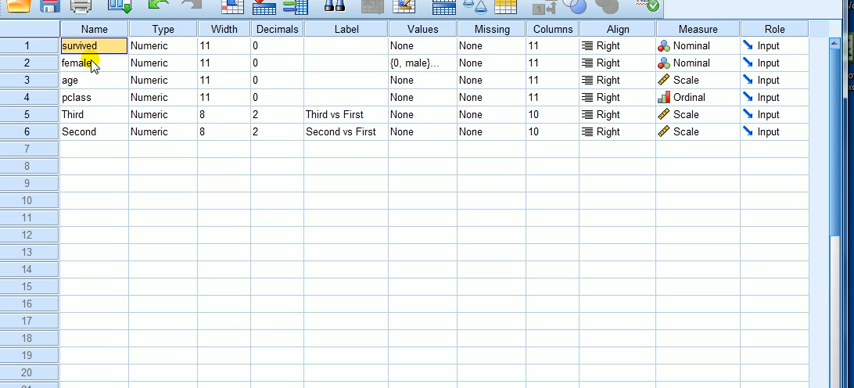 Name Type Width Decimals Label Values Missing Columns Align Measure Role
1 survived Numeric 11 0 None None 11 Right Nominal Input
2 female Numeric 11 0 {0, male}... None 11 Right Nominal Input
3 age Numeric 11 0 None None 11 Right Scale Input
4 pclass Numeric 11 0 None None 11 Right Ordinal Input
5 Third Numeric 8 2 Third vs First None None 10 Right Scale Input
6 Second Numeric 8 2 Second vs First None None 10 Right Scale Input
7
8
9
10
11
12
13
14
15
16
17
18
19
20